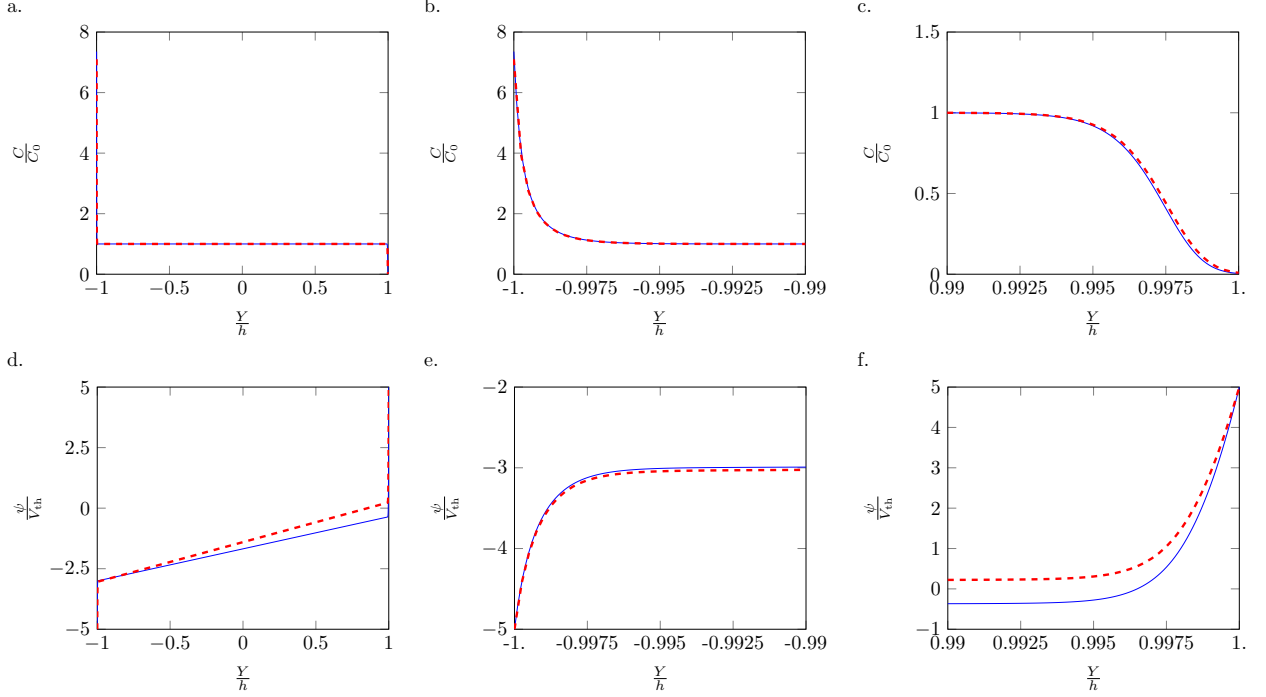 a.
8
6
4
2
0
C/C₀
−1 −0.5 0 0.5 1
Y/h
b.
8
6
4
2
0
C/C₀
-1. -0.9975 -0.995 -0.9925 -0.99
Y/h
c.
1.5
1
0.5
0
C/C₀
0.99 0.9925 0.995 0.9975 1.
Y/h
d.
5
2.5
0
−2.5
−5
ψ/V_th
−1 −0.5 0 0.5 1
Y/h
e.
−2
−3
−4
−5
ψ/V_th
-1. -0.9975 -0.995 -0.9925 -0.99
Y/h
f.
5
4
3
2
1
0
−1
ψ/V_th
0.99 0.9925 0.995 0.9975 1.
Y/h